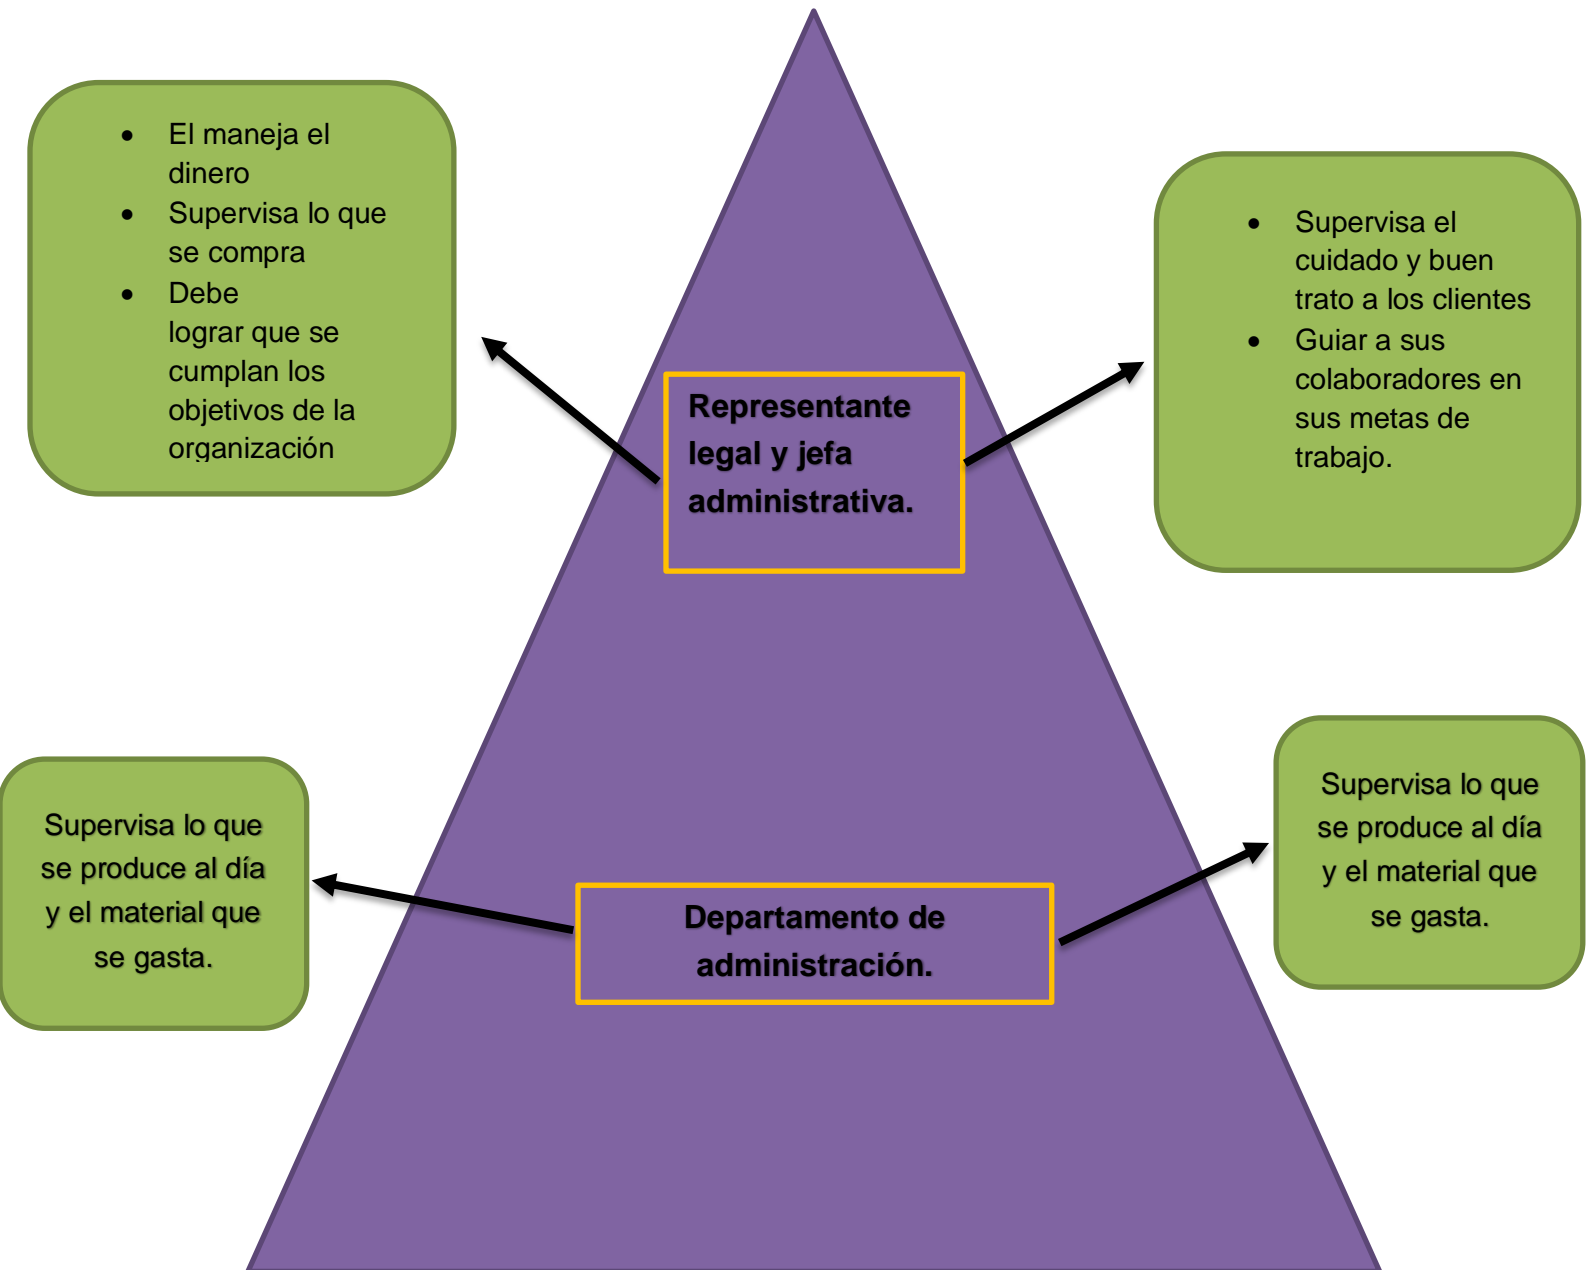 • El maneja el
dinero
• Supervisa lo que
se compra
• Debe
lograr que se
cumplan los
objetivos de la
organización
• Supervisa el
cuidado y buen
trato a los clientes
• Guiar a sus
colaboradores en
sus metas de
trabajo.
Representante
legal y jefa
administrativa.
Supervisa lo que
se produce al día
y el material que
se gasta.
Departamento de
administración.
Supervisa lo que
se produce al día
y el material que
se gasta.